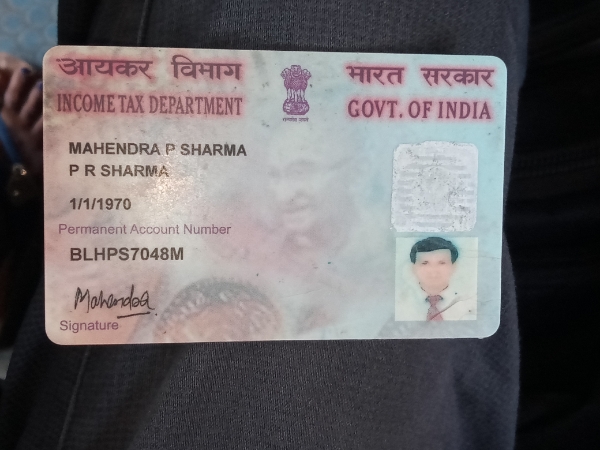 आयकर विभाग
भारत सरकार
INCOME TAX DEPARTMENT
GOVT. OF INDIA
MAHENDRA P SHARMA
P R SHARMA
1/1/1970
Permanent Account Number
BLHPS7048M
Mahendra
Signature